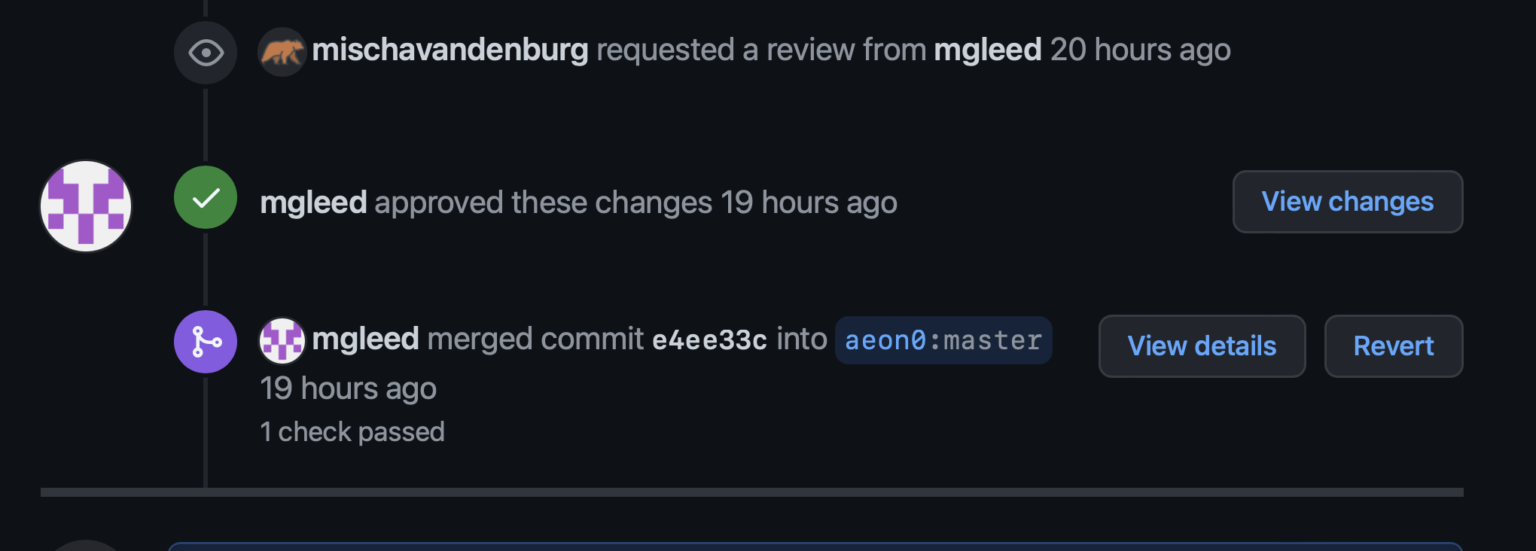 mischavandenburg requested a review from mgleed 20 hours ago
mgleed approved these changes 19 hours ago
View changes
mgleed merged commit e4ee33c into aeon0:master
View details
Revert
19 hours ago
1 check passed